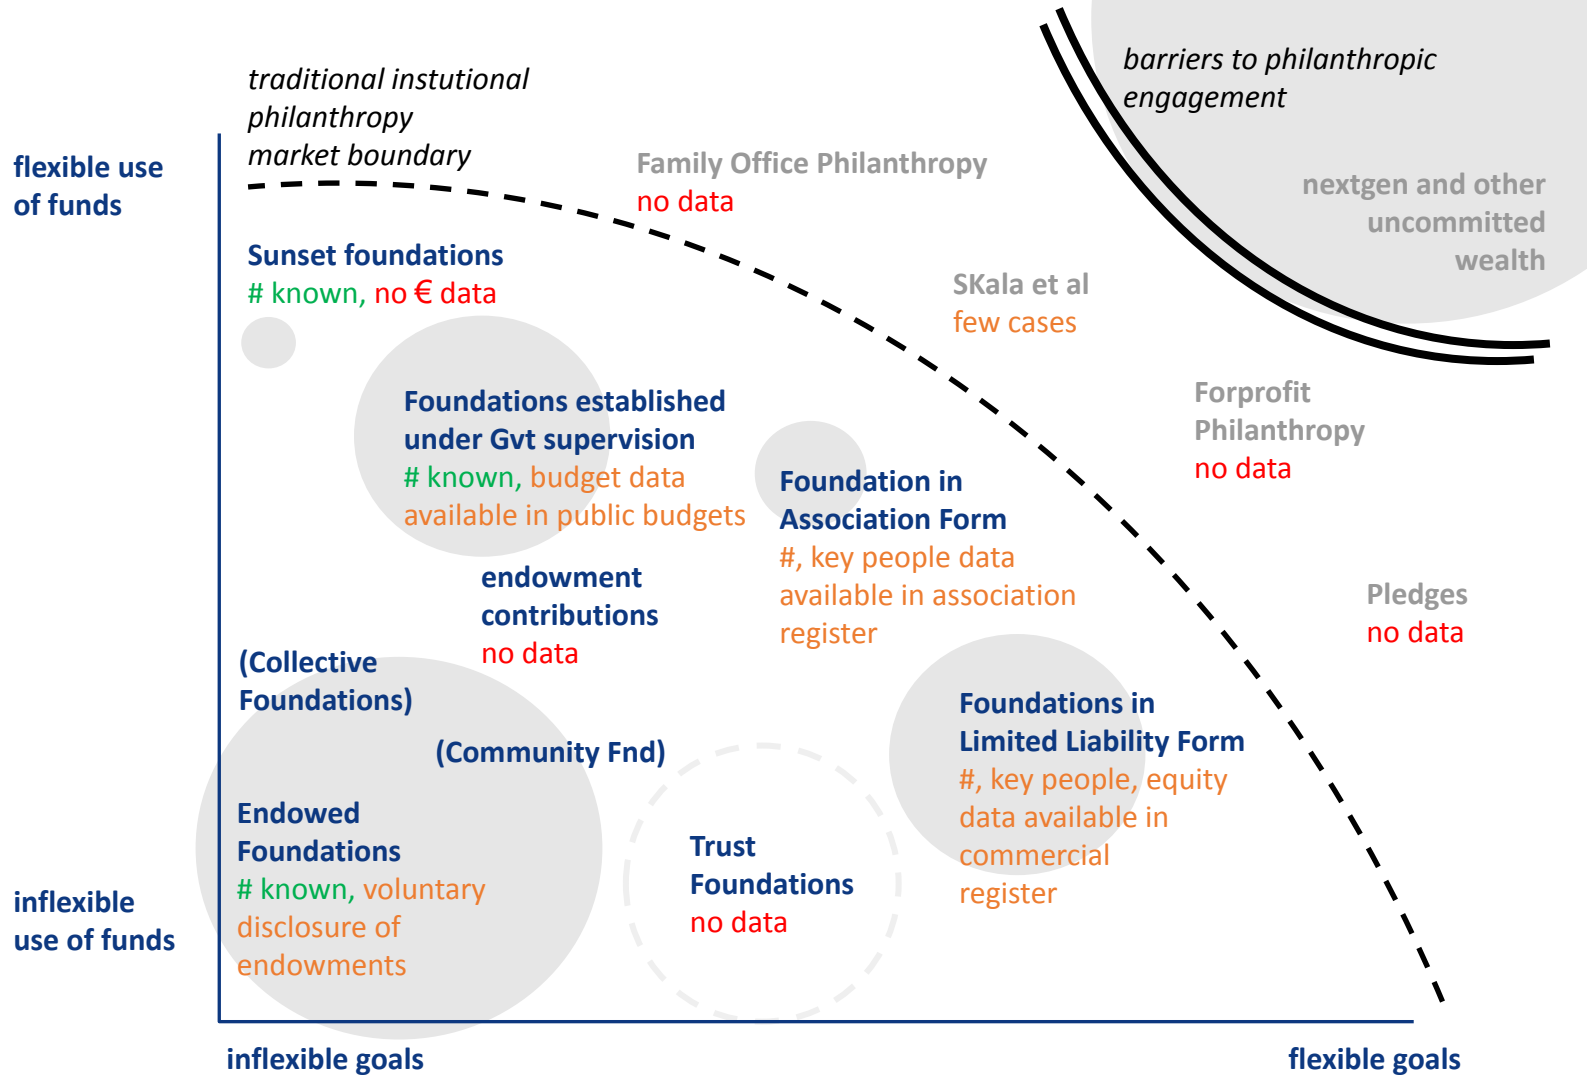 traditional instutional
philanthropy
market boundary
barriers to philanthropic
engagement
flexible use
of funds
Family Office Philanthropy
no data
nextgen and other
uncommitted
wealth
Sunset foundations
# known, no € data
SKala et al
few cases
Foundations established
under Gvt supervision
# known, budget data
available in public budgets
Forprofit
Philanthropy
no data
Foundation in
Association Form
#, key people data
available in association
register
endowment
contributions
no data
Pledges
no data
(Collective
Foundations)
(Community Fnd)
Foundations in
Limited Liability Form
#, key people, equity
data available in
commercial
register
Endowed
Foundations
# known, voluntary
disclosure of
endowments
Trust
Foundations
no data
inflexible
use of funds
inflexible goals
flexible goals